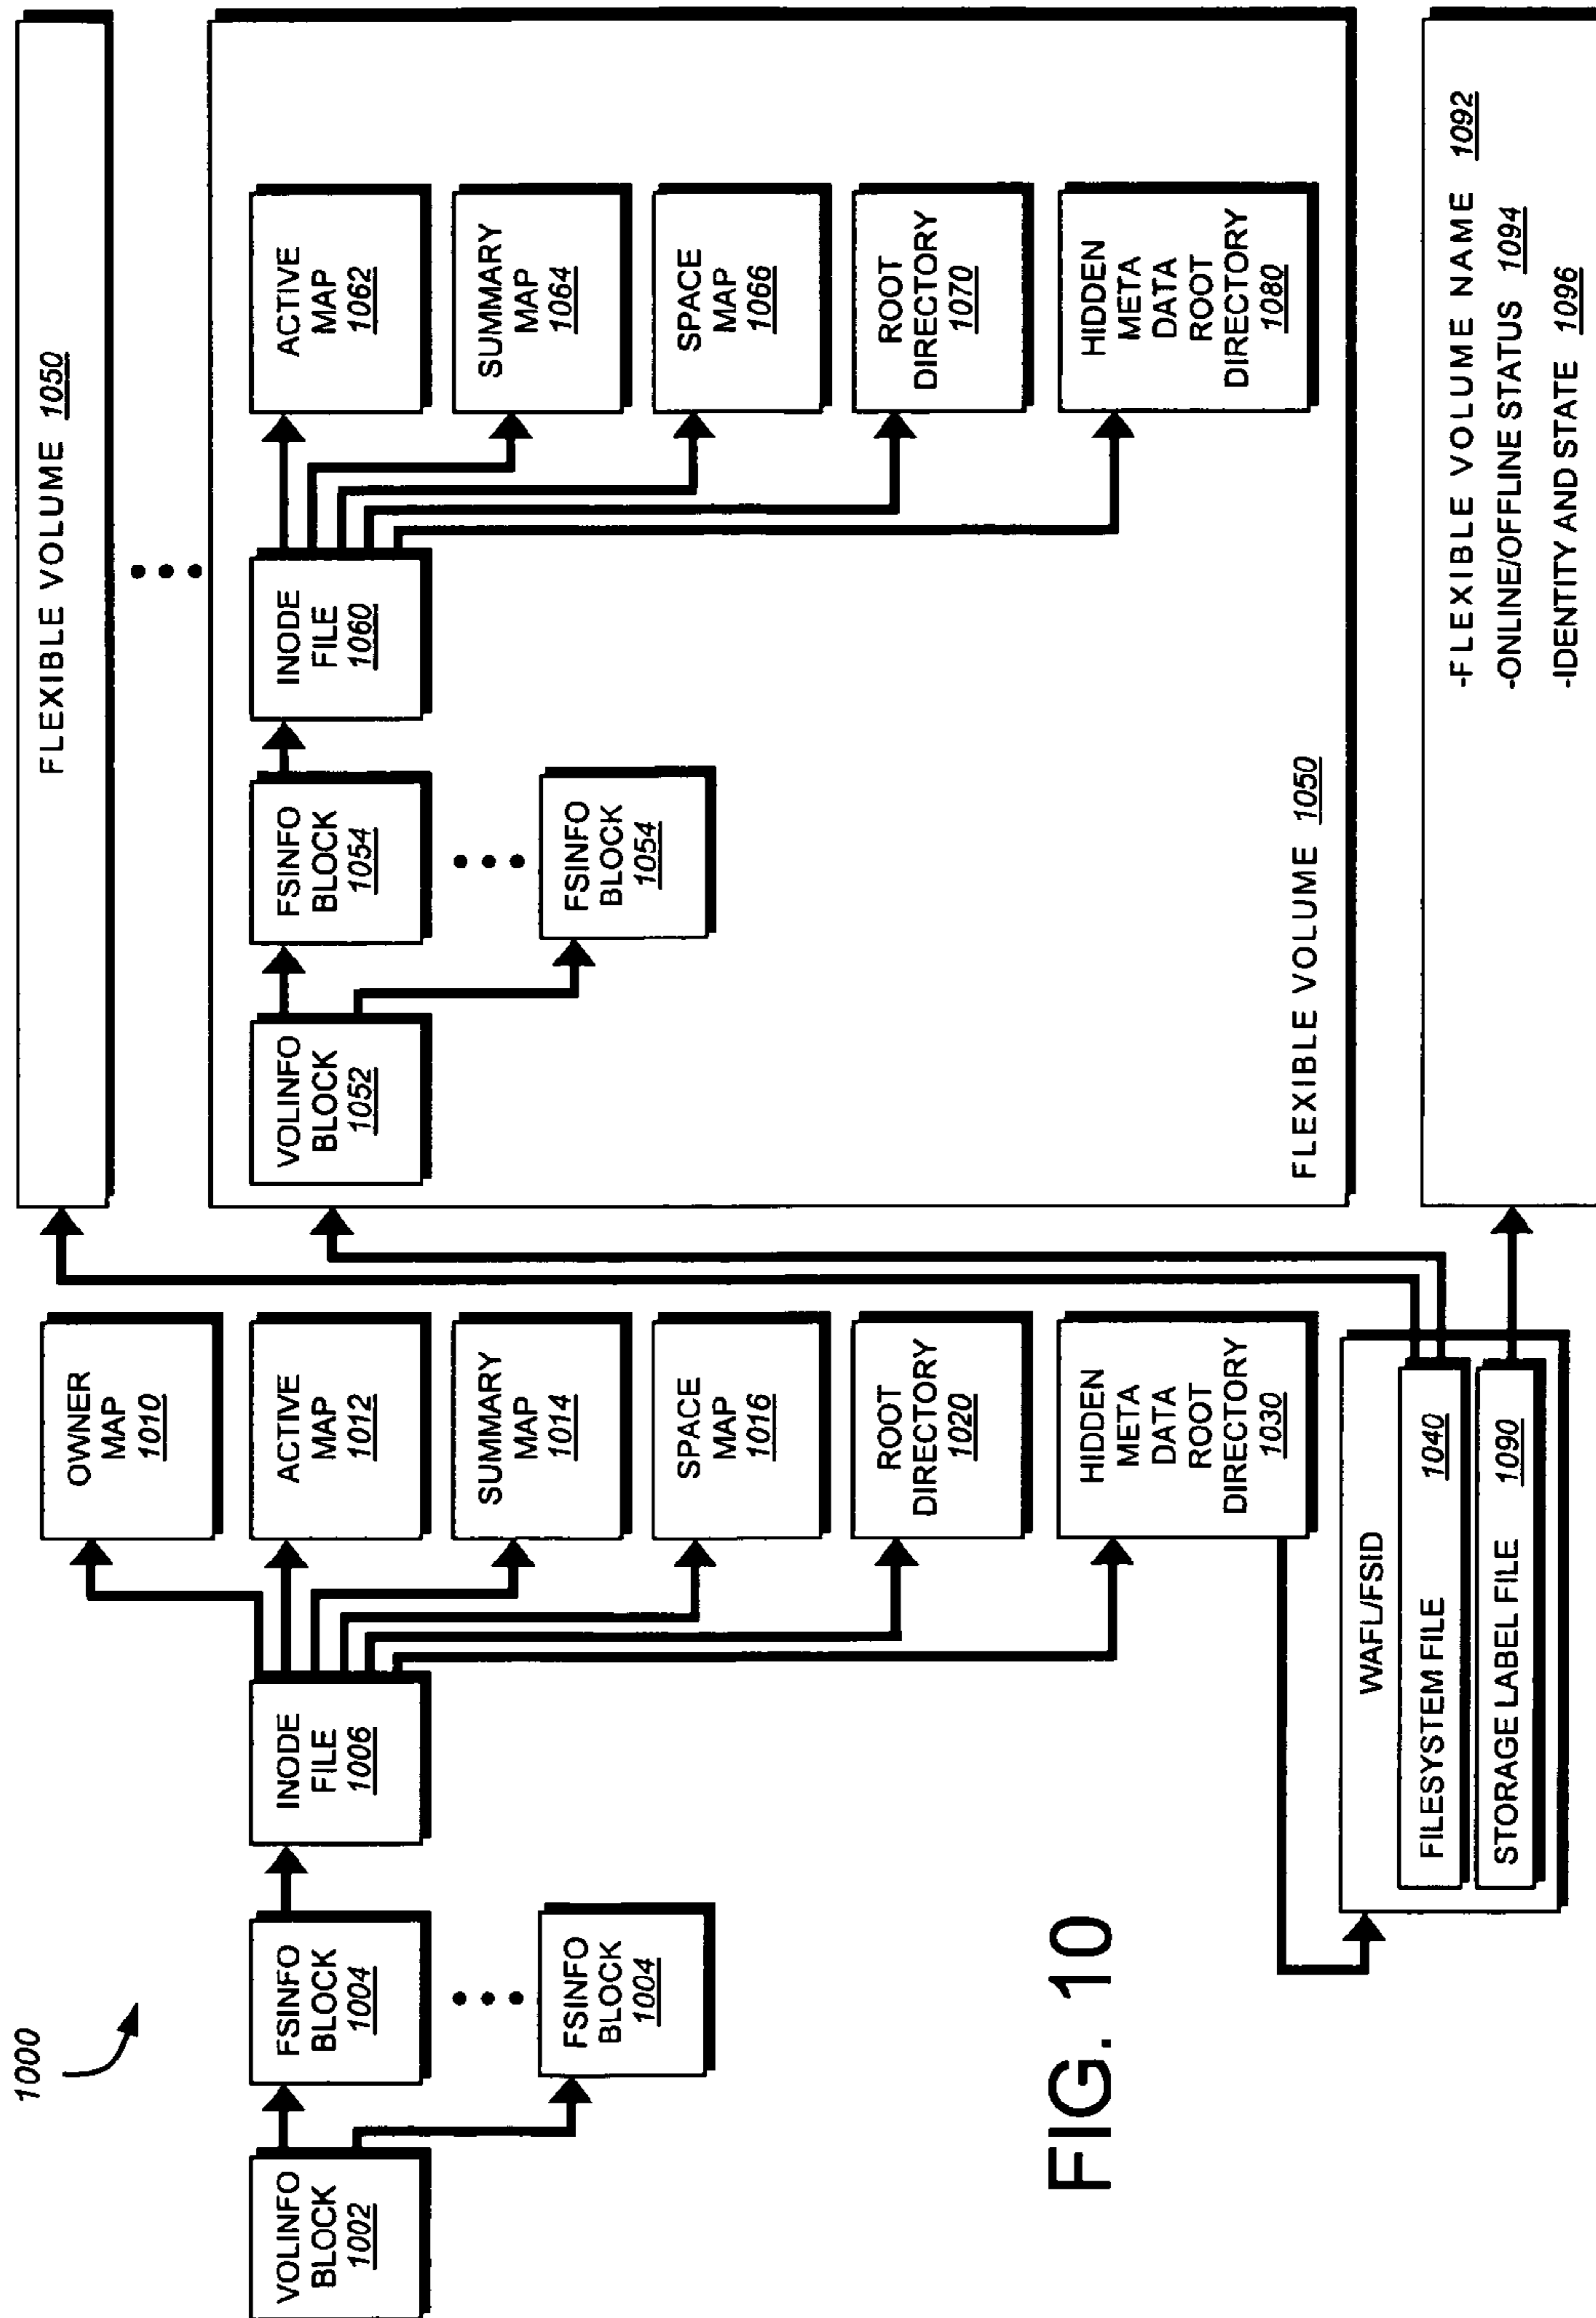 1000
VOLINFO
BLOCK
1002
FSINFO
BLOCK
1004
FSINFO
BLOCK
1004
INODE
FILE
1006
OWNER
MAP
1010
ACTIVE
MAP
1012
SUMMARY
MAP
1014
SPACE
MAP
1016
ROOT
DIRECTORY
1020
HIDDEN
META
DATA
ROOT
DIRECTORY
1030
WAFL/FSID
FILESYSTEM FILE 1040
STORAGE LABEL FILE 1090
FLEXIBLE VOLUME 1050
VOLINFO
BLOCK
1052
FSINFO
BLOCK
1054
FSINFO
BLOCK
1054
INODE
FILE
1060
ACTIVE
MAP
1062
SUMMARY
MAP
1064
SPACE
MAP
1066
ROOT
DIRECTORY
1070
HIDDEN
META
DATA
ROOT
DIRECTORY
1080
FLEXIBLE VOLUME 1050
-FLEXIBLE VOLUME NAME 1092
-ONLINE/OFFLINE STATUS 1094
-IDENTITY AND STATE 1096
FIG. 10